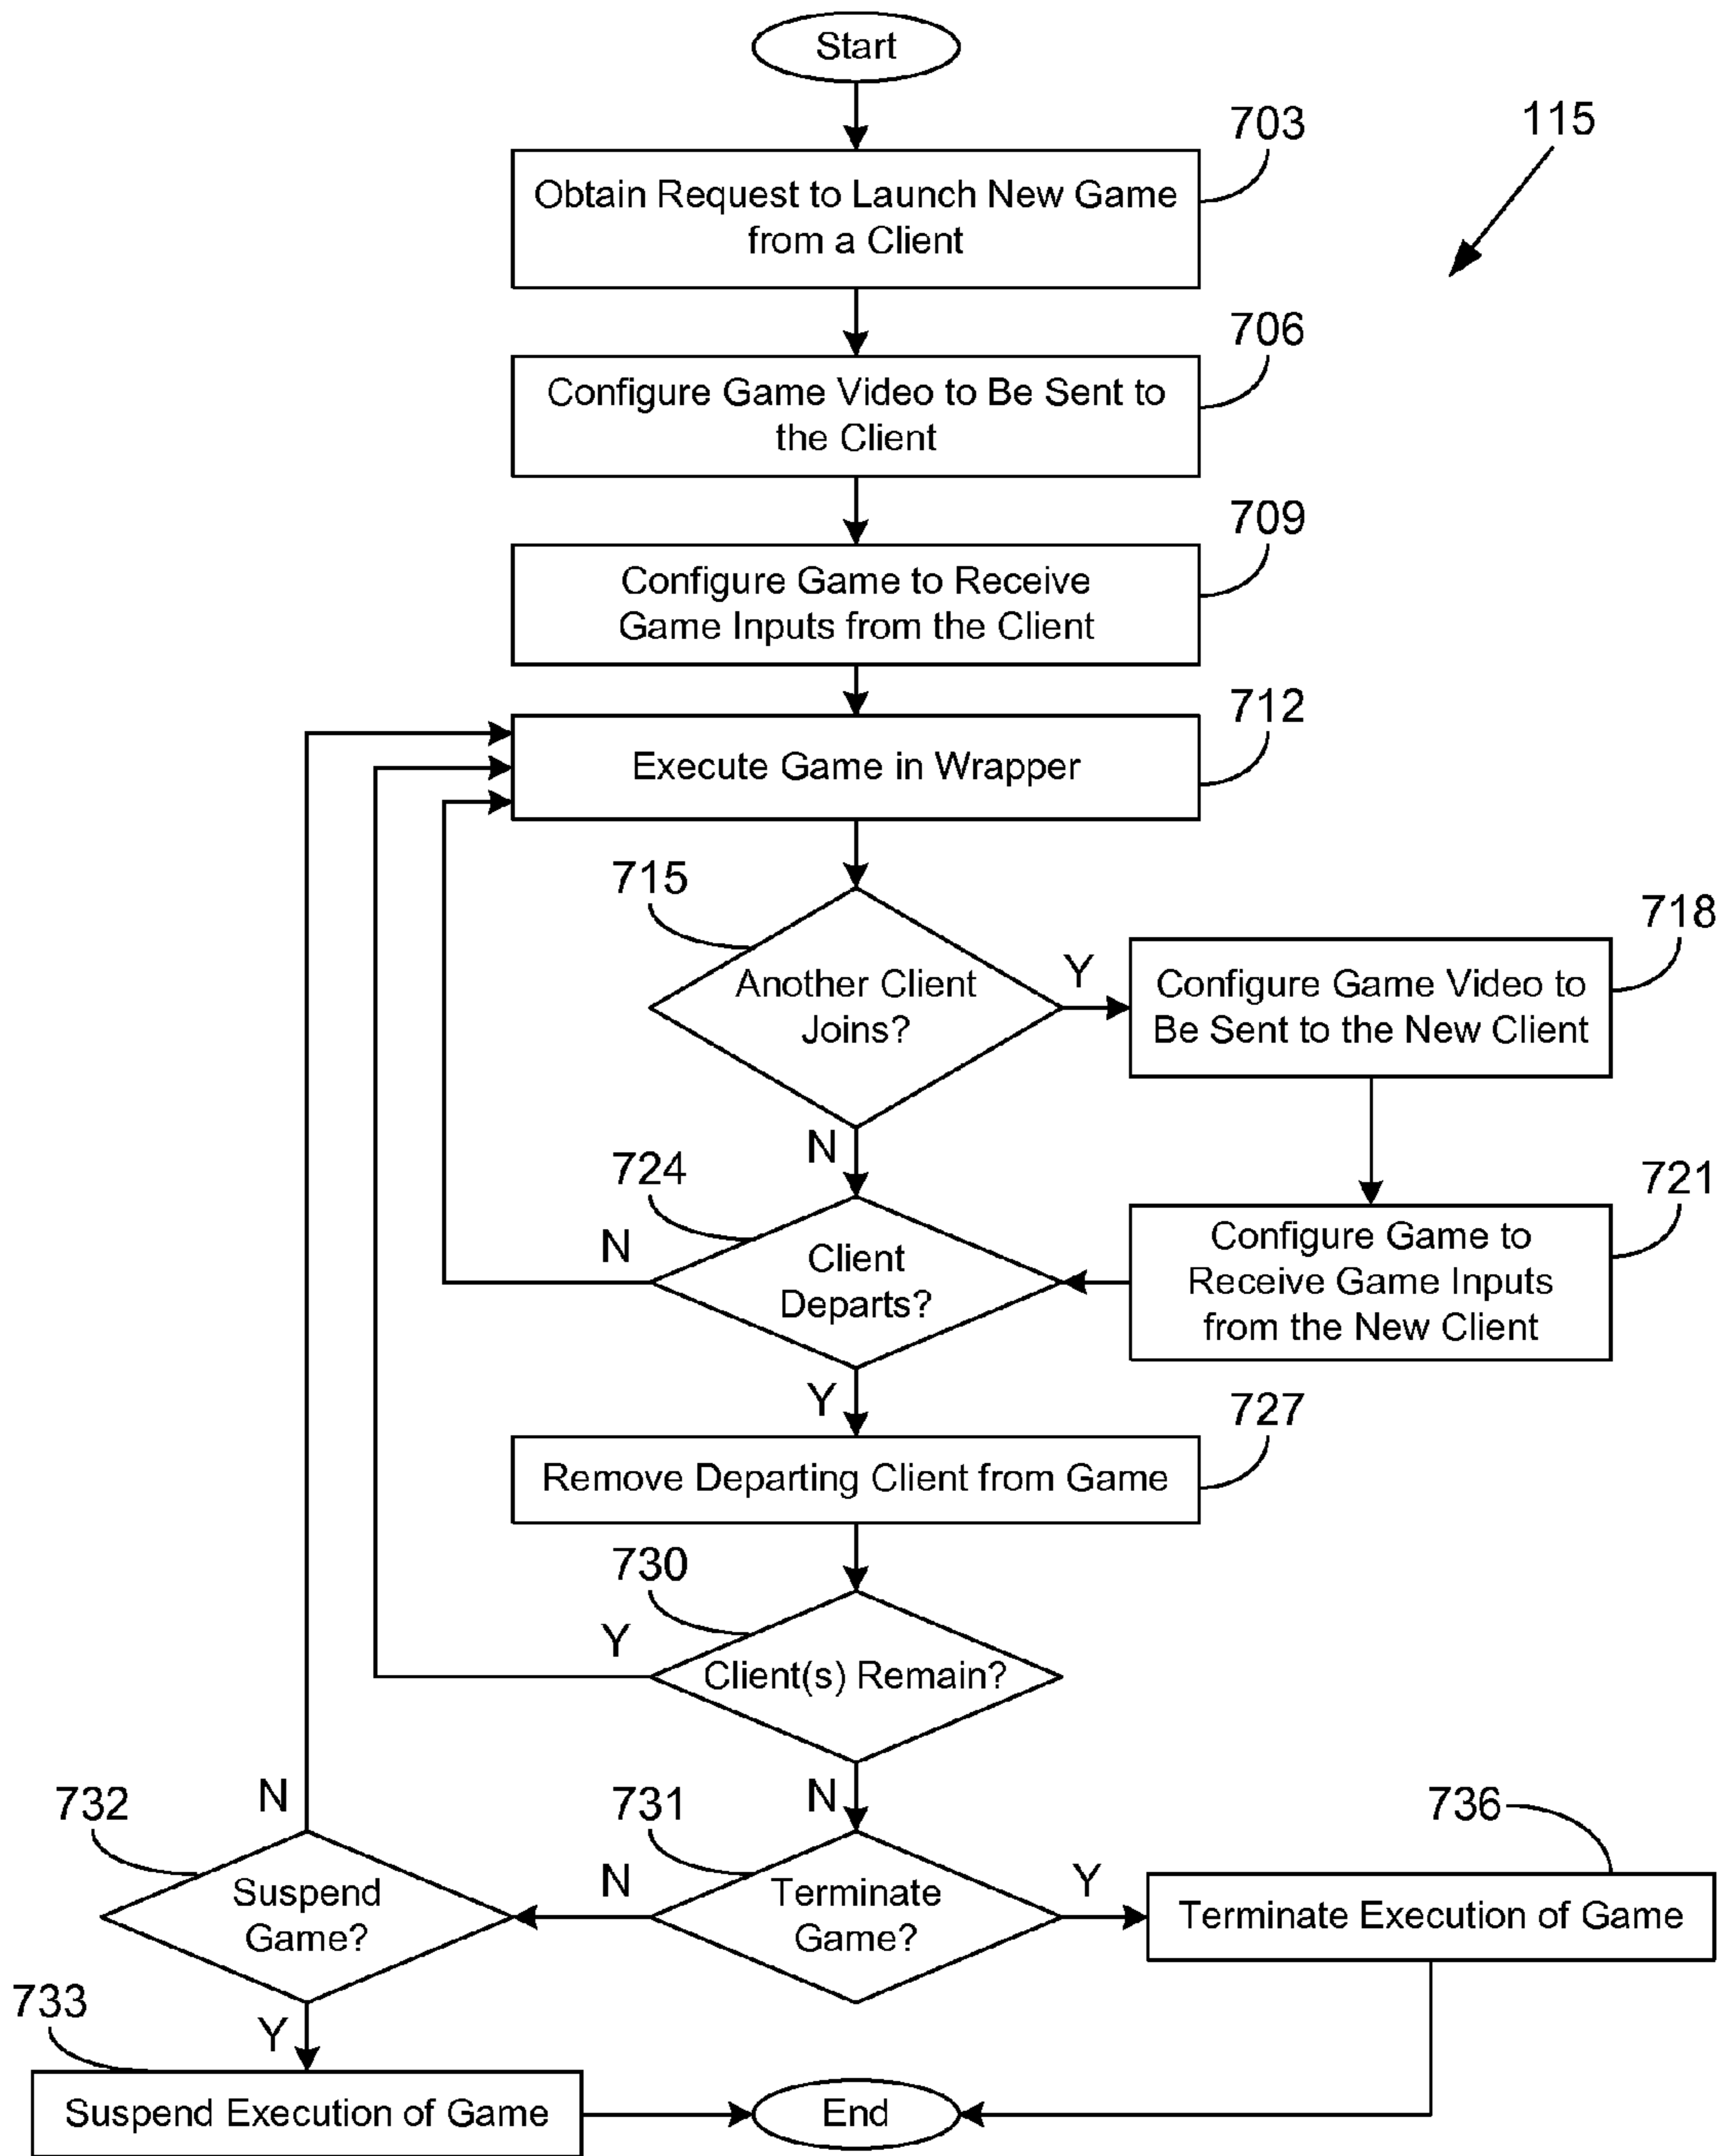 Start
703
115
Obtain Request to Launch New Game
from a Client
706
Configure Game Video to Be Sent to
the Client
709
Configure Game to Receive
Game Inputs from the Client
712
Execute Game in Wrapper
715
Another Client
Joins?
Y
N
718
Configure Game Video to
Be Sent to the New Client
721
Configure Game to
Receive Game Inputs
from the New Client
724
Client
Departs?
N
Y
727
Remove Departing Client from Game
730
Client(s) Remain?
Y
N
731
Terminate
Game?
N
Y
736
Terminate Execution of Game
732
Suspend
Game?
N
Y
733
Suspend Execution of Game
End